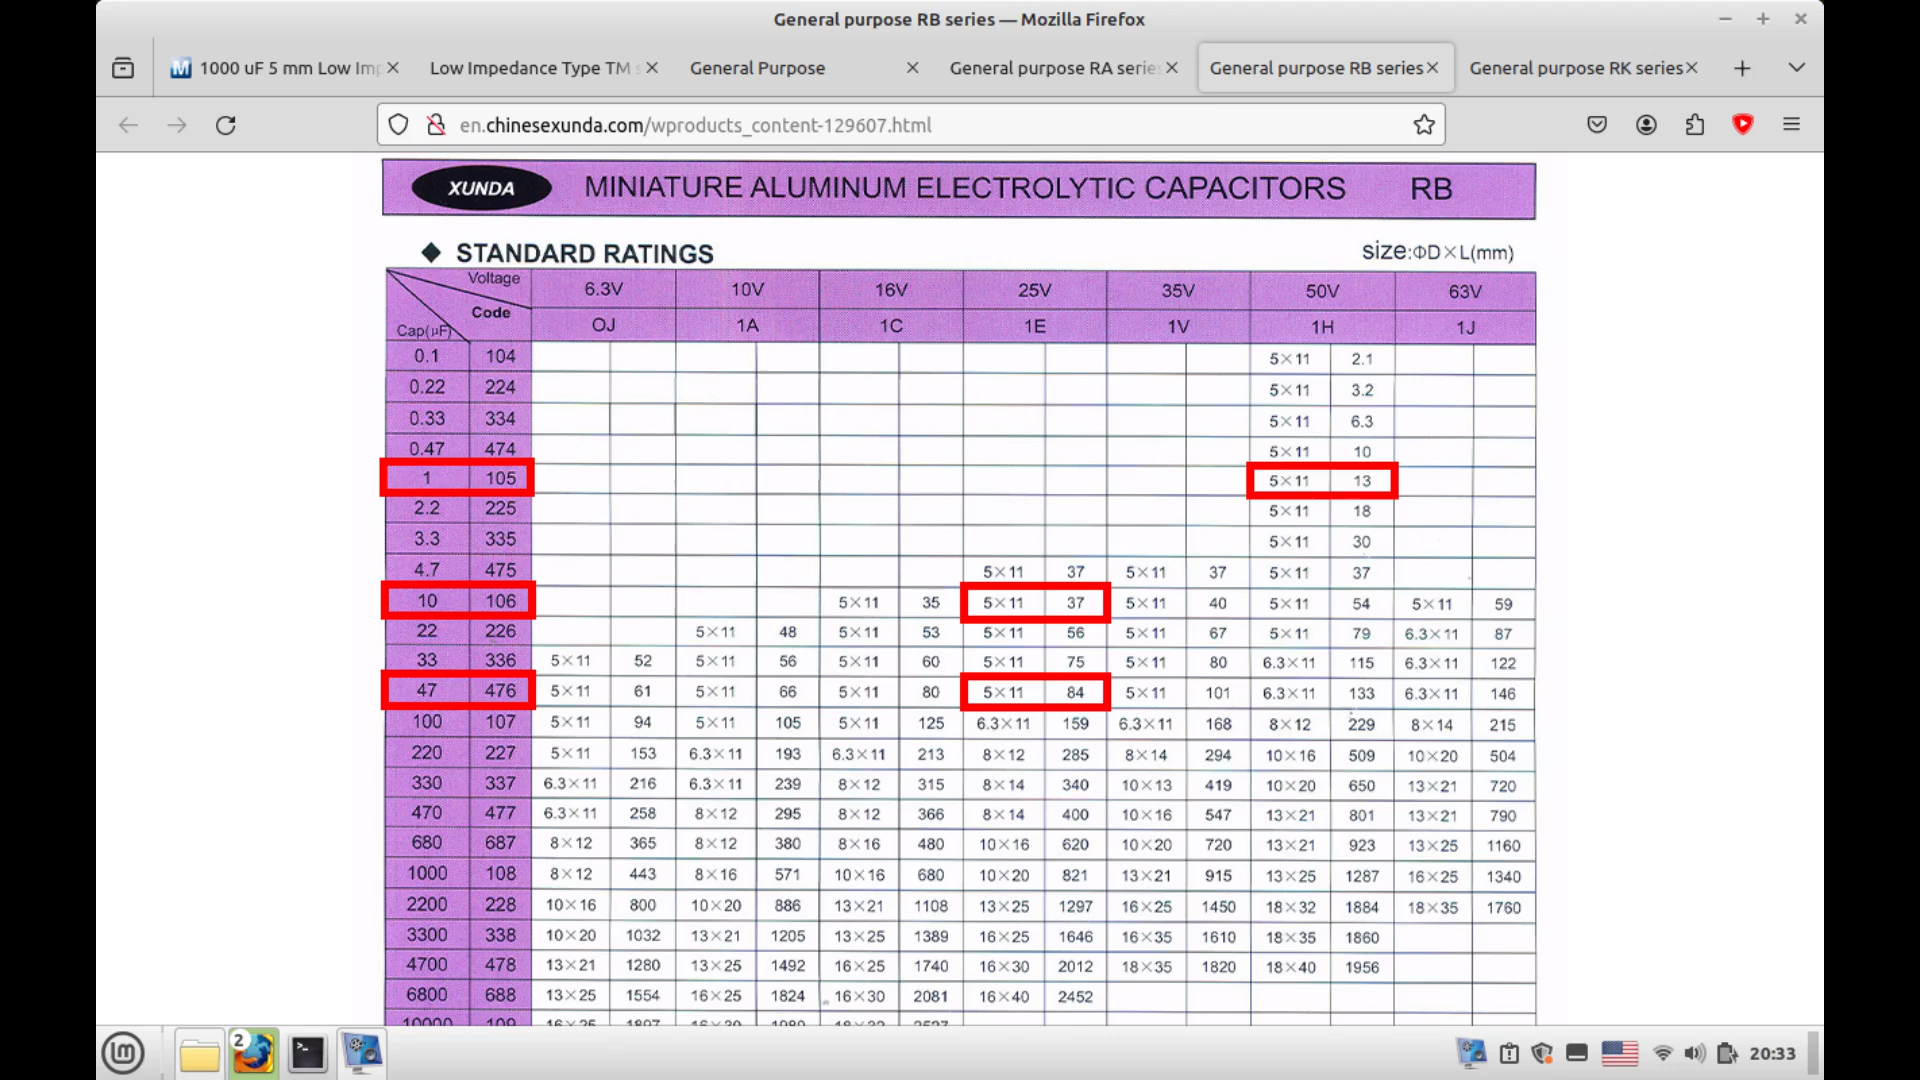 General purpose RB series — Mozilla Firefox
1000 uF 5 mm Low Imp
Low Impedance Type TM s
General Purpose
General purpose RA serie
General purpose RB series
General purpose RK series
en.chinesexunda.com/wproducts_content-129607.html
XUNDA MINIATURE ALUMINUM ELECTROLYTIC CAPACITORS RB
◆ STANDARD RATINGS size:ΦD×L(mm)
Voltage 6.3V 10V 16V 25V 35V 50V 63V
Cap(μF) Code OJ 1A 1C 1E 1V 1H 1J
0.1 104 5×11 2.1
0.22 224 5×11 3.2
0.33 334 5×11 6.3
0.47 474 5×11 10
1 105 5×11 13
2.2 225 5×11 18
3.3 335 5×11 30
4.7 475 5×11 37 5×11 37 5×11 37
10 106 5×11 35 5×11 37 5×11 40 5×11 54 5×11 59
22 226 5×11 48 5×11 53 5×11 56 5×11 67 5×11 79 6.3×11 87
33 336 5×11 52 5×11 56 5×11 60 5×11 75 5×11 80 6.3×11 115 6.3×11 122
47 476 5×11 61 5×11 66 5×11 80 5×11 84 5×11 101 6.3×11 133 6.3×11 146
100 107 5×11 94 5×11 105 5×11 125 6.3×11 159 6.3×11 168 8×12 229 8×14 215
220 227 5×11 153 6.3×11 193 6.3×11 213 8×12 285 8×14 294 10×16 509 10×20 504
330 337 6.3×11 216 6.3×11 239 8×12 315 8×14 340 10×13 419 10×20 650 13×21 720
470 477 6.3×11 258 8×12 295 8×12 366 8×14 400 10×16 547 13×21 801 13×21 790
680 687 8×12 365 8×12 380 8×16 480 10×16 620 10×20 720 13×21 923 13×25 1160
1000 108 8×12 443 8×16 571 10×16 680 10×20 821 13×21 915 13×25 1287 16×25 1340
2200 228 10×16 800 10×20 886 13×21 1108 13×25 1297 16×25 1450 18×32 1884 18×35 1760
3300 338 10×20 1032 13×21 1205 13×25 1389 16×25 1646 16×35 1610 18×35 1860
4700 478 13×21 1280 13×25 1492 16×25 1740 16×30 2012 18×35 1820 18×40 1956
6800 688 13×25 1554 16×25 1824 16×30 2081 16×40 2452
10000 109
2
20:33